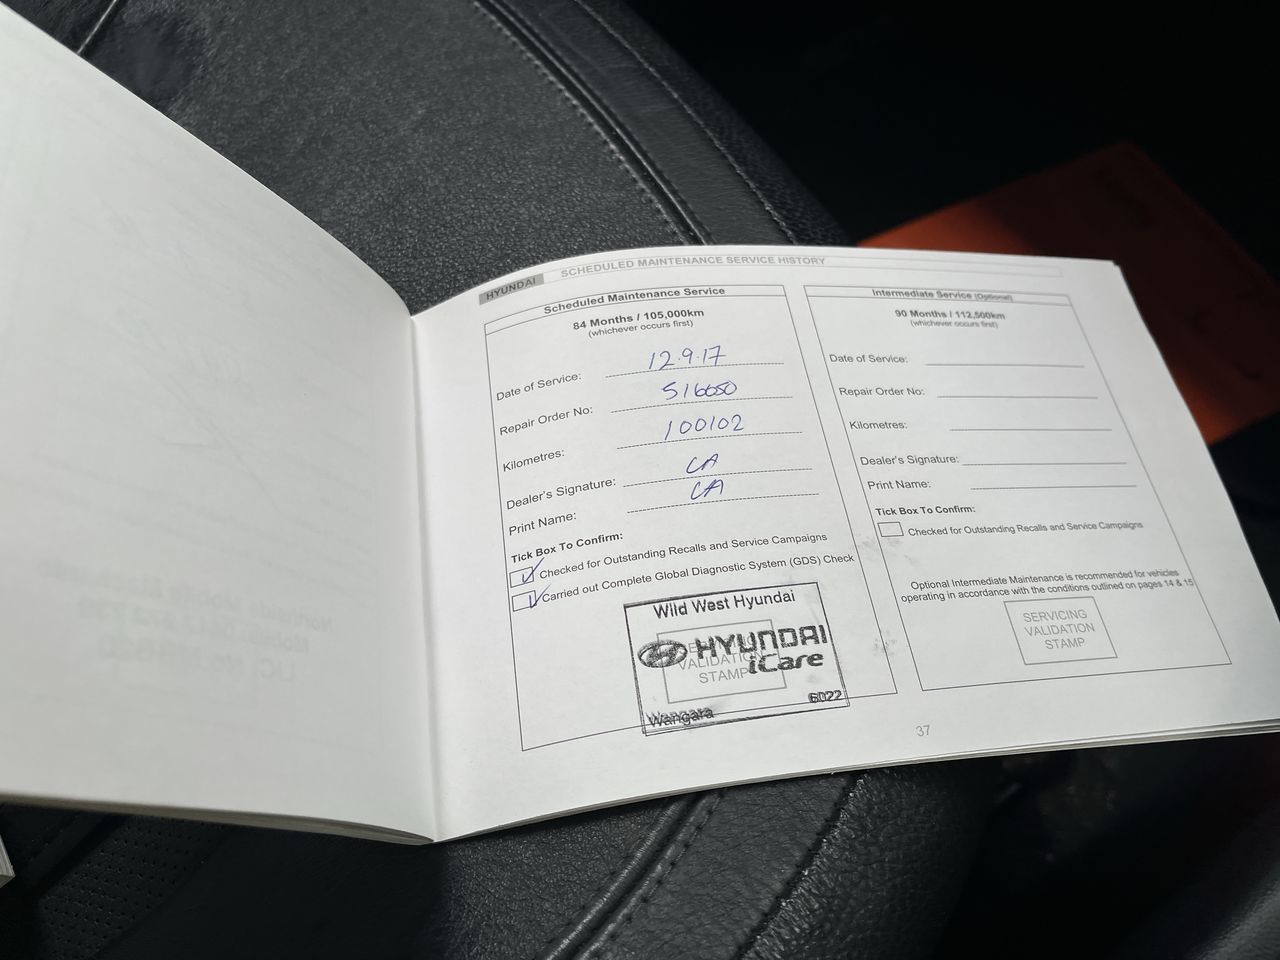 HYUNDAI SCHEDULED MAINTENANCE SERVICE HISTORY
Scheduled Maintenance Service
84 Months / 105,000km
(whichever occurs first)
Date of Service: 12.9.17
Repair Order No: 516650
Kilometres: 100102
Dealer's Signature: CA
Print Name: CA
Tick Box To Confirm:
Checked for Outstanding Recalls and Service Campaigns
Carried out Complete Global Diagnostic System (GDS) Check
Wild West Hyundai
HYUNDAI
iCare
VALIDATION
STAMP
Wangara 6022
Intermediate Service (Optional)
90 Months / 112,500km
(whichever occurs first)
Date of Service:
Repair Order No:
Kilometres:
Dealer's Signature:
Print Name:
Tick Box To Confirm:
Checked for Outstanding Recalls and Service Campaigns
Optional Intermediate Maintenance is recommended for vehicles
operating in accordance with the conditions outlined on pages 14 & 15
SERVICING
VALIDATION
STAMP
37